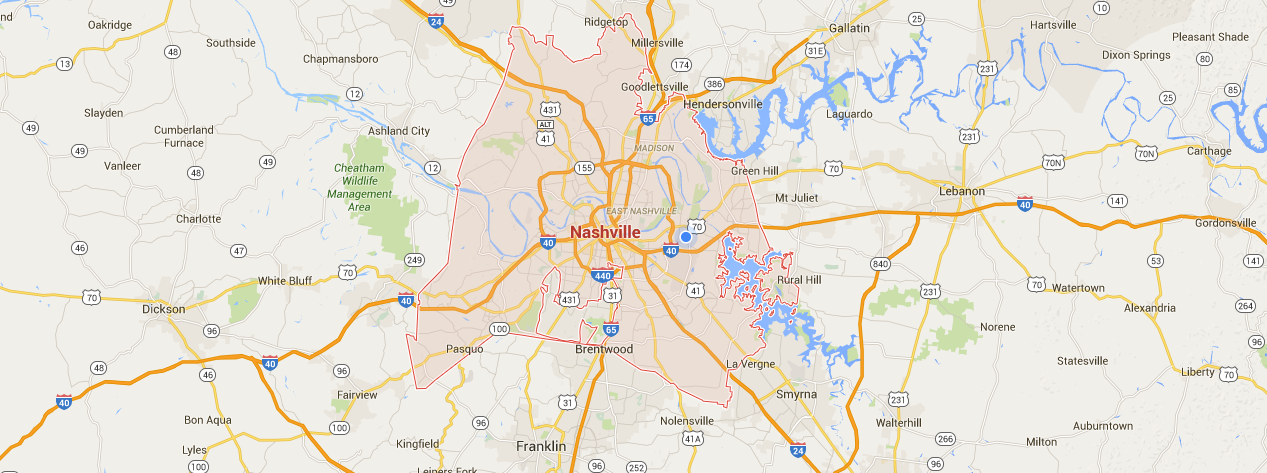 49
10
Oakridge
24
Ridgetop
25
Hartsville
Gallatin
Pleasant Shade
Southside
48
Millersville
31E
Dixon Springs
13
Chapmansboro
174
231
80
386
Goodlettsville
12
Hendersonville
25
85
Slayden
431
Laguardo
ALT
65
49
Cumberland
Furnace
Ashland City
41
231
49
MADISON
Carthage
Vanleer
49
Cheatham
Wildlife
Management
Area
12
155
Green Hill
70
70N
70N
48
Lebanon
Mt Juliet
141
40
Charlotte
EAST NASHVILLE
Gordonsville
Nashville
70
46
47
40
40
249
840
53
141
White Bluff
70
440
Rural Hill
70
Watertown
70
40
431
31
41
231
Dickson
Alexandria
264
96
100
65
Norene
96
Pasquo
Brentwood
48
40
La Vergne
Statesville
96
46
Liberty
70
40
Fairview
31
Smyrna
231
Bon Aqua
100
96
Nolensville
Walterhill
Auburntown
41A
266
Kingfield
Franklin
Milton
Lyles
24
100
96
252
96
Leipers Fork